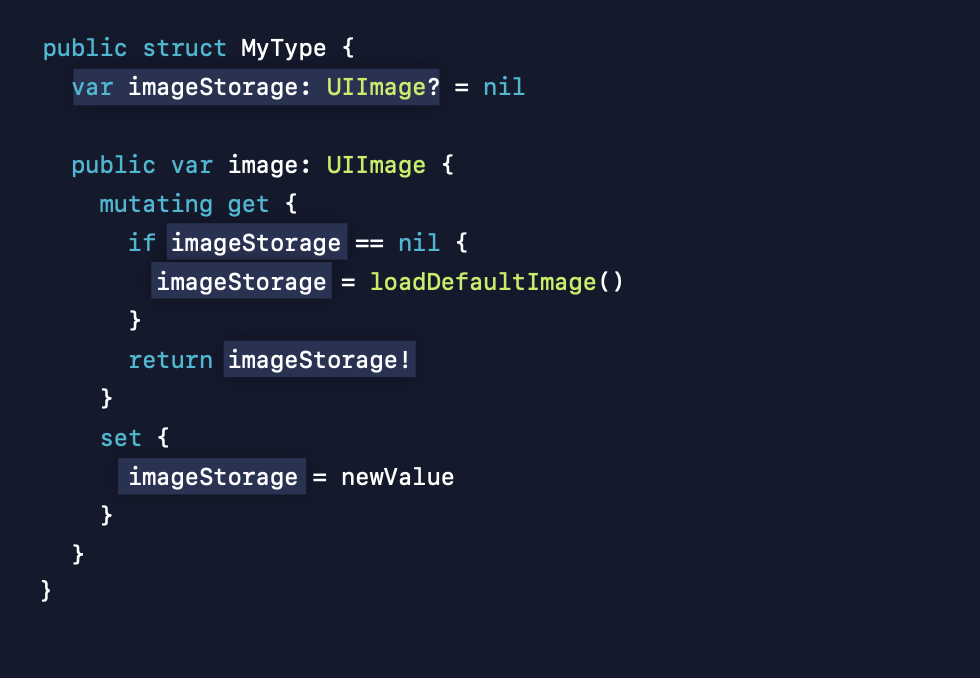 public struct MyType {
  var imageStorage: UIImage? = nil

  public var image: UIImage {
    mutating get {
      if imageStorage == nil {
        imageStorage = loadDefaultImage()
      }
      return imageStorage!
    }
    set {
      imageStorage = newValue
    }
  }
}